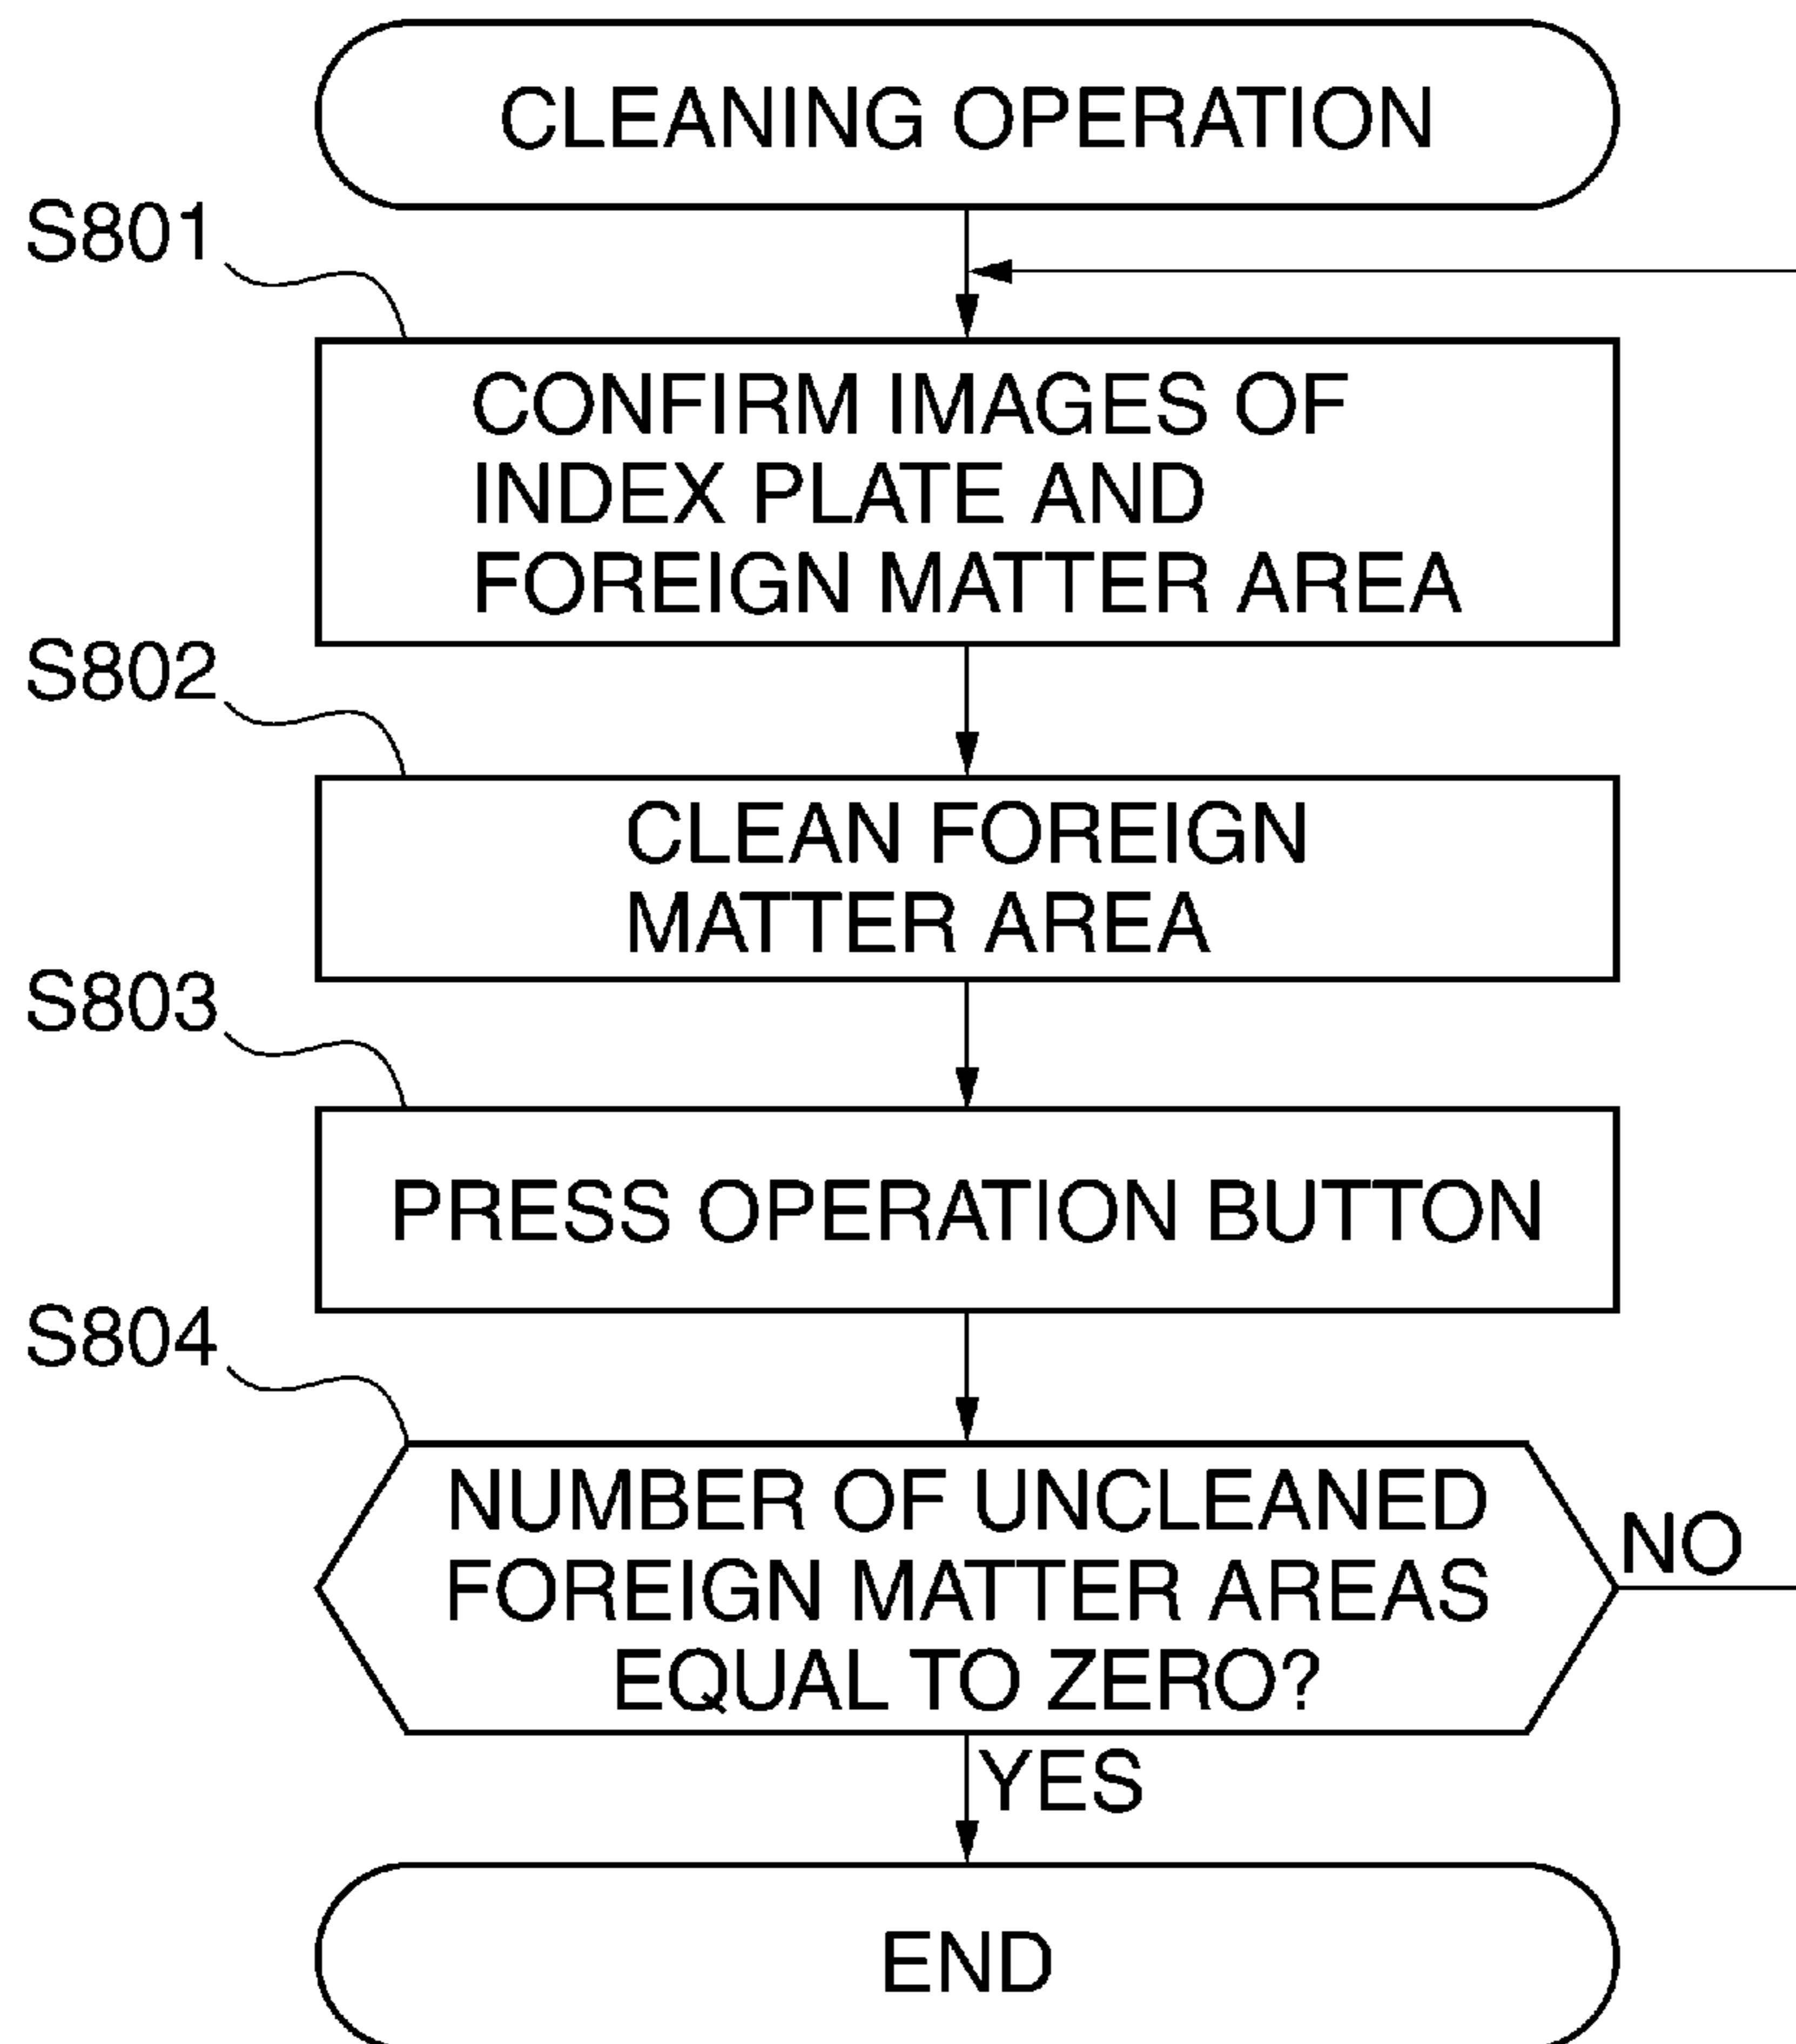 CLEANING OPERATION
S801
CONFIRM IMAGES OF
INDEX PLATE AND
FOREIGN MATTER AREA
S802
CLEAN FOREIGN
MATTER AREA
S803
PRESS OPERATION BUTTON
S804
NUMBER OF UNCLEANED
FOREIGN MATTER AREAS
EQUAL TO ZERO?
NO
YES
END